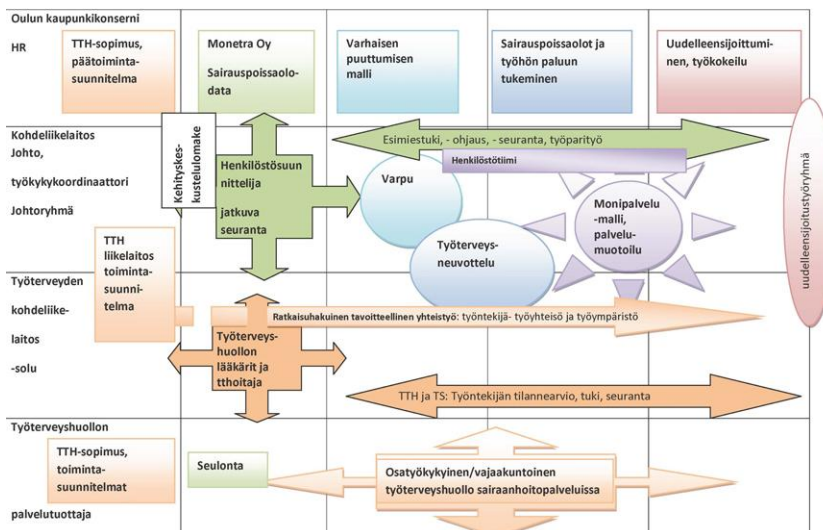 Oulun kaupunkikonserni
HR
TTH-sopimus,
päätoiminta-
suunnitelma
Monetra Oy
Sairauspoissaolo-
data
Varhaisen
puuttumisen
malli
Sairauspoissaolot ja
työhön paluun
tukeminen
Uudelleensijoittumi-
nen, työkokeilu
Kohdeliikelaitos
Johto,
työkykykoordinaattori
Johtoryhmä
Kehityskes-
kustelulomake
Henkilöstösuun
nittelija
jatkuva
seuranta
Esimiestuki, - ohjaus, - seuranta, työparityö
Henkilöstötiimi
Varpu
Työterveys-
neuvottelu
Monipalvelu
-malli,
palvelu-
muotoilu
uudelleensijoitustyöryhmä
TTH
liikelaitos
toiminta-
suunni-
telma
Työterveyden
kohdeliike-
laitos
-solu
Ratkaisuhakuinen tavoitteellinen yhteistyö: työntekijä- työyhteisö ja työympäristö
Työterveys-
huollon
lääkärit ja
tthoitaja
TTH ja TS: Työntekijän tilannearvio, tuki, seuranta
Työterveyshuollon
TTH-sopimus,
toiminta-
suunnitelmat
palvelutuottaja
Seulonta
Osatyökykyinen/vajaakuntoinen
työterveyshuollo sairaanhoitopalveluissa